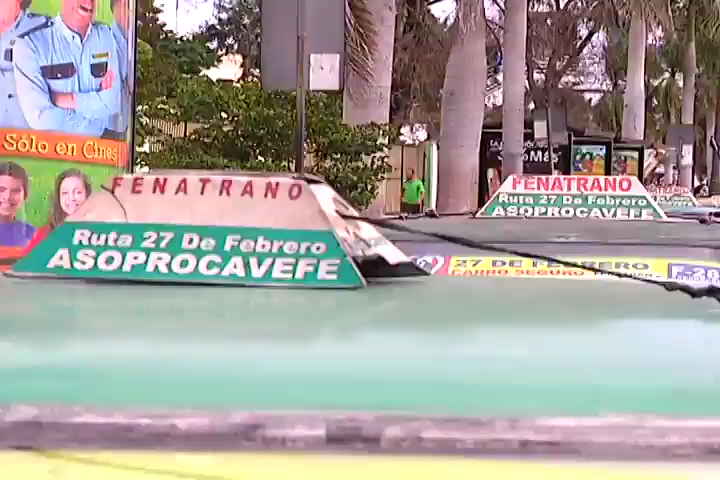 Sólo en Cines
FENATRANO
Ruta 27 De Febrero
ASOPROCAVEFE
FENATRANO
Ruta 27 De Febrero
ASOPROCAVEFE
27 DE FEBRERO
CARRO SEGURO
Más